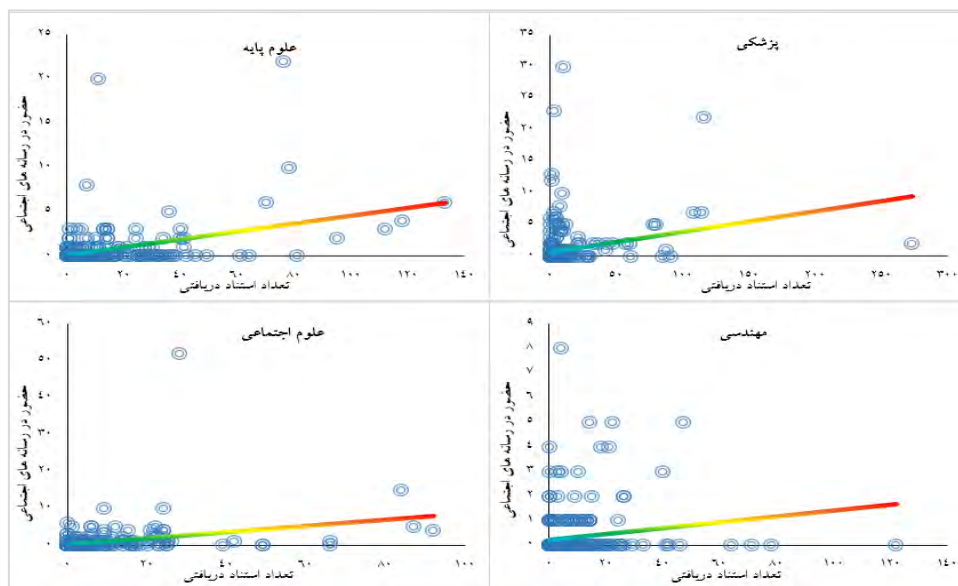 علوم پایه
حضور در رسانه های اجتماعی
۲۵
۲۰
۱۵
۱۰
۵
۰
۰ ۲۰ ۴۰ ۶۰ ۸۰ ۱۰۰ ۱۲۰ ۱۴۰
تعداد استناد دریافتی
پزشکی
حضور در رسانه های اجتماعی
۳۵
۳۰
۲۵
۲۰
۱۵
۱۰
۵
۰
۰ ۵۰ ۱۰۰ ۱۵۰ ۲۰۰ ۲۵۰ ۳۰۰
تعداد استناد دریافتی
علوم اجتماعی
حضور در رسانه های اجتماعی
۶۰
۵۰
۴۰
۳۰
۲۰
۱۰
۰
۰ ۲۰ ۴۰ ۶۰ ۸۰ ۱۰۰
تعداد استناد دریافتی
مهندسی
حضور در رسانه های اجتماعی
۹
۸
۷
۶
۵
۴
۳
۲
۱
۰
۰ ۲۰ ۴۰ ۶۰ ۸۰ ۱۰۰ ۱۲۰ ۱۴۰
تعداد استناد دریافتی